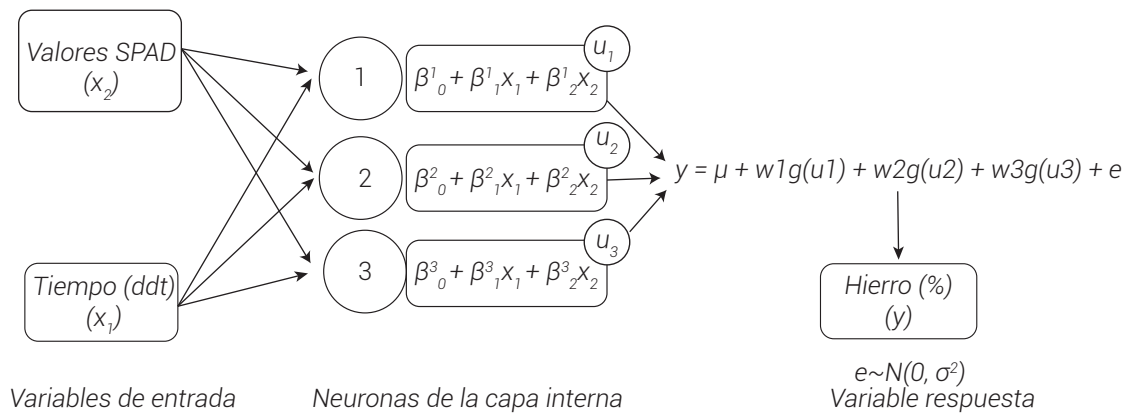 Valores SPAD
(x₂)
Tiempo (ddt)
(x₁)
Variables de entrada
1
β¹₀ + β¹₁x₁ + β¹₂x₂
u₁
2
β²₀ + β²₁x₁ + β²₂x₂
u₂
3
β³₀ + β³₁x₁ + β³₂x₂
u₃
Neuronas de la capa interna
y = μ + w1g(u1) + w2g(u2) + w3g(u3) + e
Hierro (%)
(y)
e~N(0, σ²)
Variable respuesta